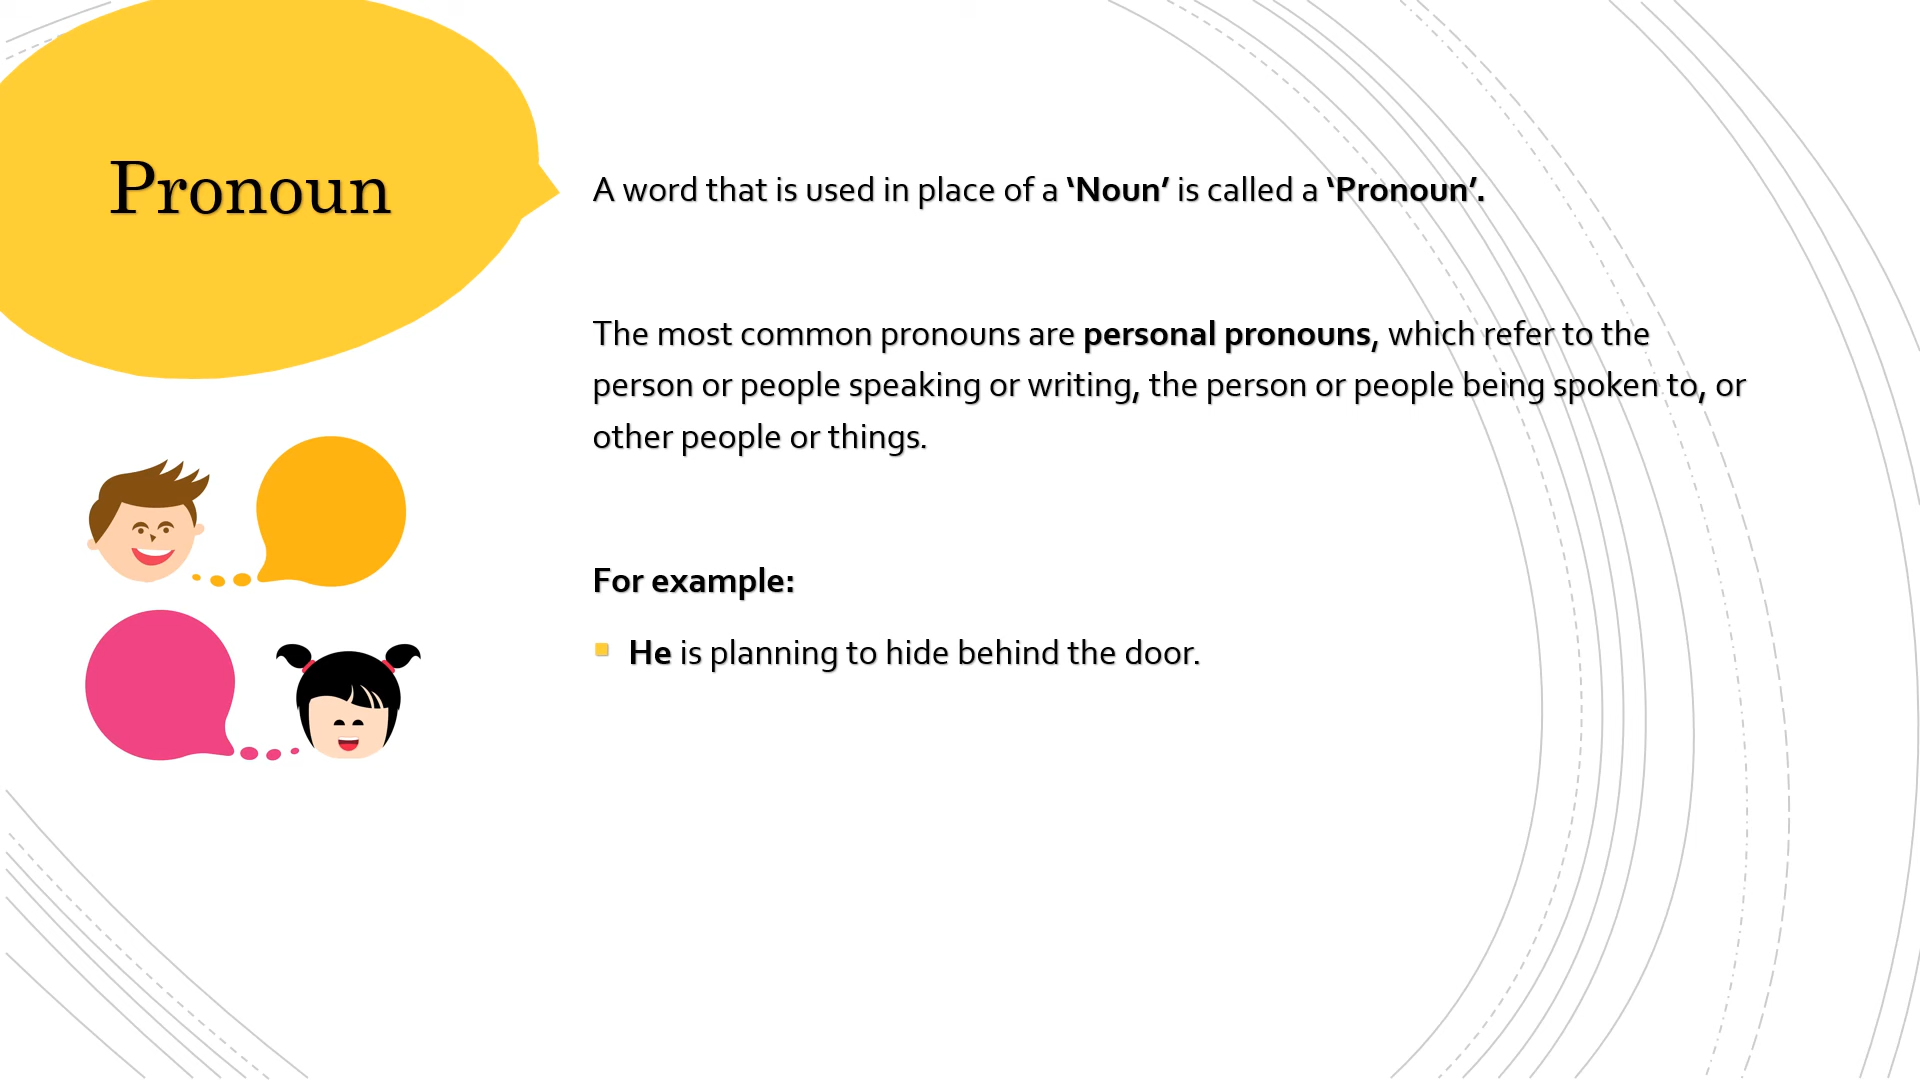 Pronoun
A word that is used in place of a ‘Noun’ is called a ‘Pronoun’.
The most common pronouns are personal pronouns, which refer to the
person or people speaking or writing, the person or people being spoken to, or
other people or things.
For example:
He is planning to hide behind the door.